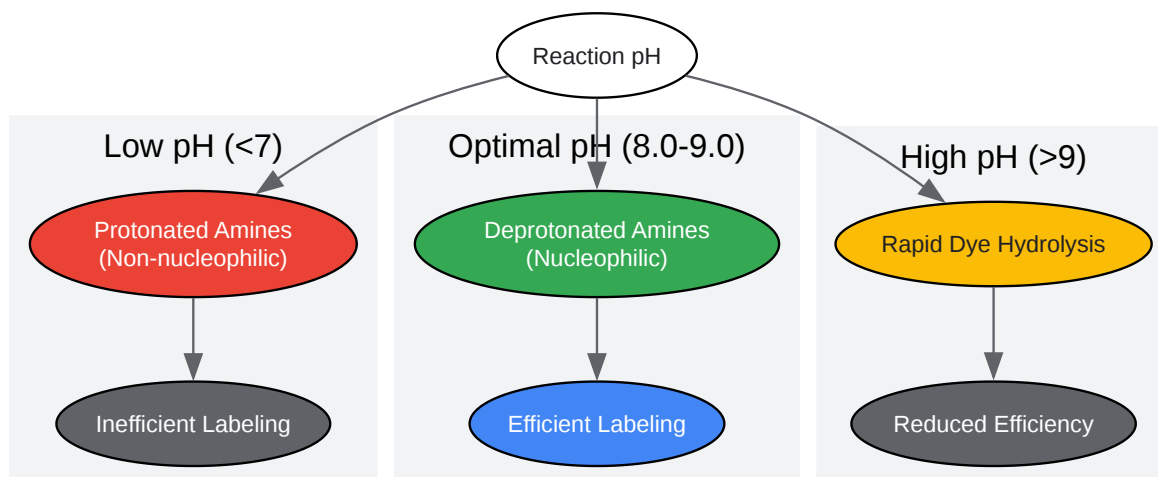 Reaction pH
Low pH (<7)
Optimal pH (8.0-9.0)
High pH (>9)
Protonated Amines
(Non-nucleophilic)
Deprotonated Amines
(Nucleophilic)
Rapid Dye Hydrolysis
Inefficient Labeling
Efficient Labeling
Reduced Efficiency